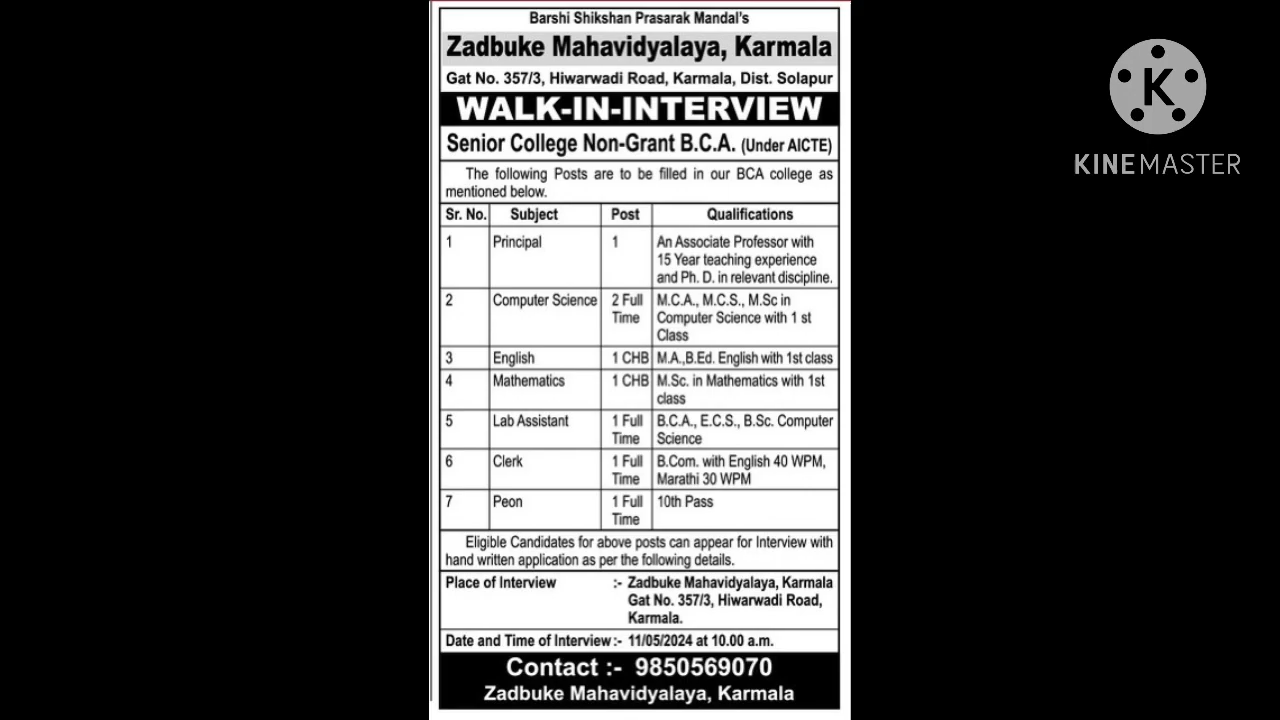 Barshi Shikshan Prasarak Mandal's
Zadbuke Mahavidyalaya, Karmala
Gat No. 357/3, Hiwarwadi Road, Karmala, Dist. Solapur
WALK-IN-INTERVIEW
Senior College Non-Grant B.C.A. (Under AICTE)
The following Posts are to be filled in our BCA college as
mentioned below.
Sr. No. Subject Post Qualifications
1 Principal 1 An Associate Professor with
15 Year teaching experience
and Ph. D. in relevant discipline.
2 Computer Science 2 Full M.C.A., M.C.S., M.Sc in
Time Computer Science with 1 st
Class
3 English 1 CHB M.A.,B.Ed. English with 1st class
4 Mathematics 1 CHB M.Sc. in Mathematics with 1st
class
5 Lab Assistant 1 Full B.C.A., E.C.S., B.Sc. Computer
Time Science
6 Clerk 1 Full B.Com. with English 40 WPM,
Time Marathi 30 WPM
7 Peon 1 Full 10th Pass
Time
Eligible Candidates for above posts can appear for Interview with
hand written application as per the following details.
Place of Interview :- Zadbuke Mahavidyalaya, Karmala
Gat No. 357/3, Hiwarwadi Road,
Karmala.
Date and Time of Interview :- 11/05/2024 at 10.00 a.m.
Contact :- 9850569070
Zadbuke Mahavidyalaya, Karmala
K
KINEMASTER